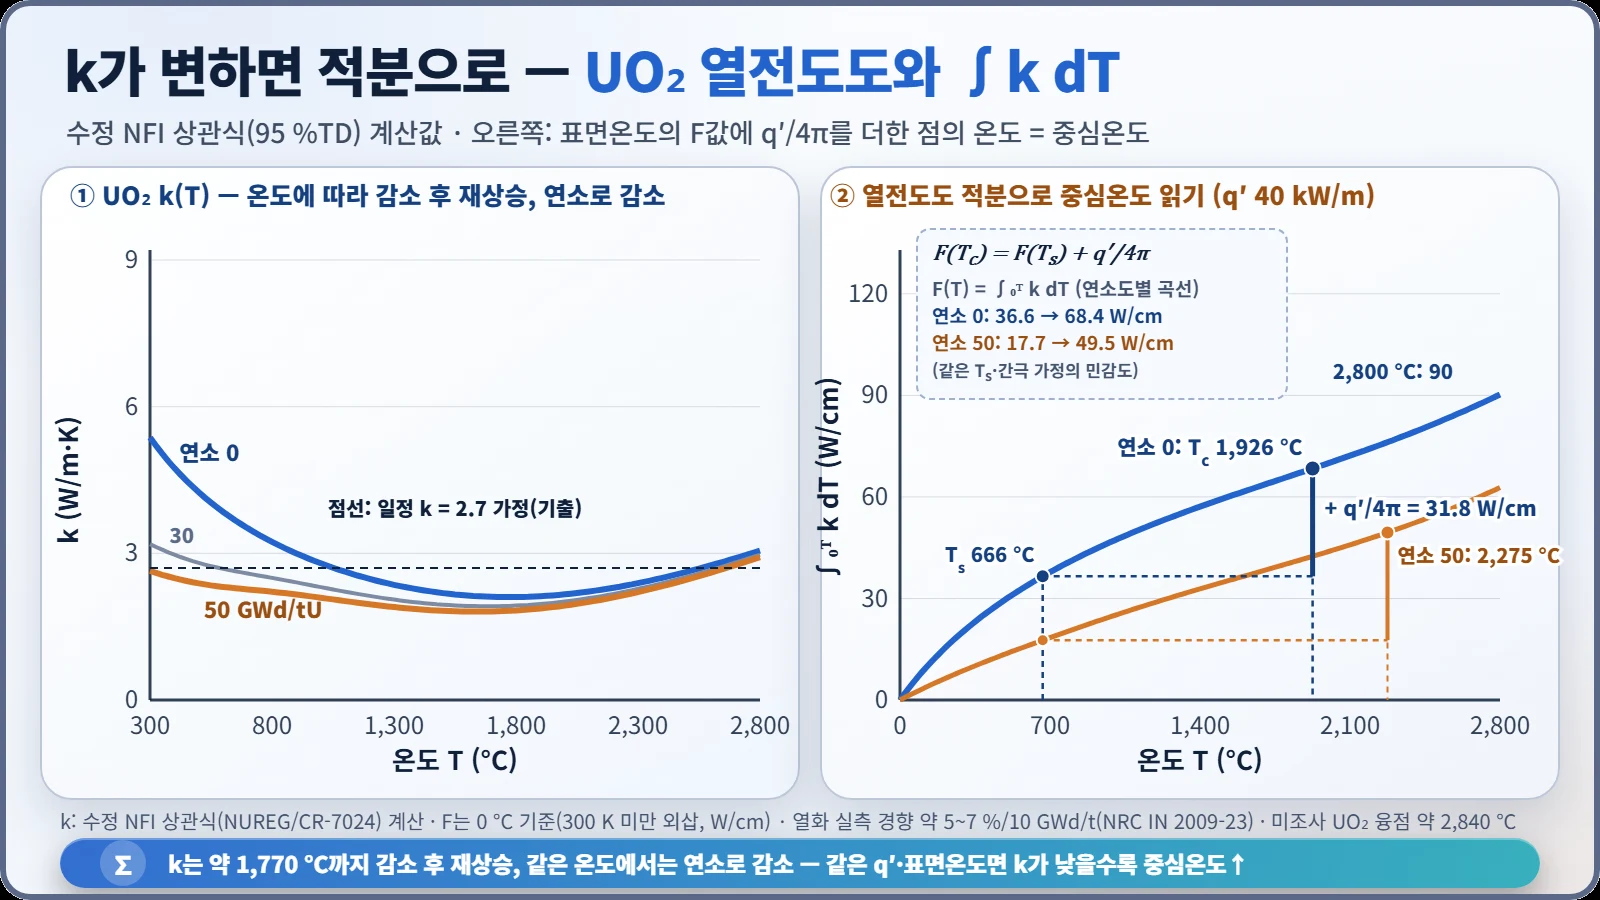 k가 변하면 적분으로 — UO₂ 열전도도와 ∫ k dT
수정 NFI 상관식(95 %TD) 계산값 · 오른쪽: 표면온도의 F값에 q′/4π를 더한 점의 온도 = 중심온도
① UO₂ k(T) — 온도에 따라 감소 후 재상승, 연소로 감소
k (W/m·K)
9
6
3
0
연소 0
30
50 GWd/tU
점선: 일정 k = 2.7 가정(기출)
300 800 1,300 1,800 2,300 2,800
온도 T (°C)
② 열전도도 적분으로 중심온도 읽기 (q′ 40 kW/m)
F(T_c) = F(T_s) + q′/4π
F(T) = ∫ ₀ᵀ k dT (연소도별 곡선)
연소 0: 36.6 → 68.4 W/cm
연소 50: 17.7 → 49.5 W/cm
(같은 T_s·간극 가정의 민감도)
∫ ₀ᵀ k dT (W/cm)
120
90
60
30
0
2,800 °C: 90
연소 0: T_c 1,926 °C
+ q′/4π = 31.8 W/cm
T_s 666 °C
연소 50: 2,275 °C
0 700 1,400 2,100 2,800
온도 T (°C)
k: 수정 NFI 상관식(NUREG/CR-7024) 계산 · F는 0 °C 기준(300 K 미만 외삽, W/cm) · 열화 실측 경향 약 5~7 %/10 GWd/t(NRC IN 2009-23) · 미조사 UO₂ 융점 약 2,840 °C
Σ k는 약 1,770 °C까지 감소 후 재상승, 같은 온도에서는 연소로 감소 — 같은 q′·표면온도면 k가 낮을수록 중심온도↑